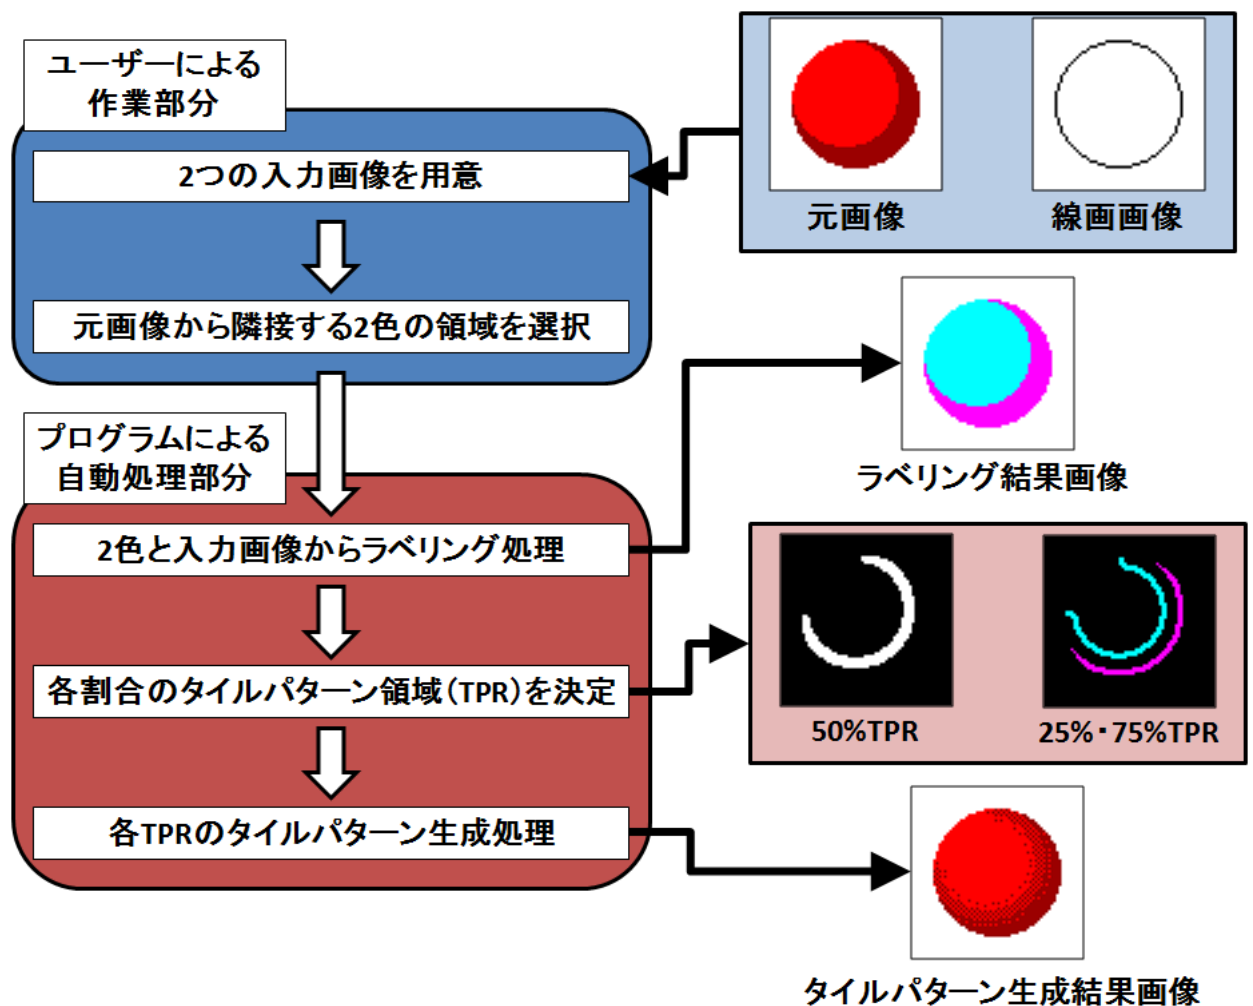 ユーザーによる
作業部分
2つの入力画像を用意
元画像から隣接する2色の領域を選択
元画像
線画画像
プログラムによる
自動処理部分
2色と入力画像からラベリング処理
各割合のタイルパターン領域(TPR)を決定
各TPRのタイルパターン生成処理
ラベリング結果画像
50%TPR
25%・75%TPR
タイルパターン生成結果画像